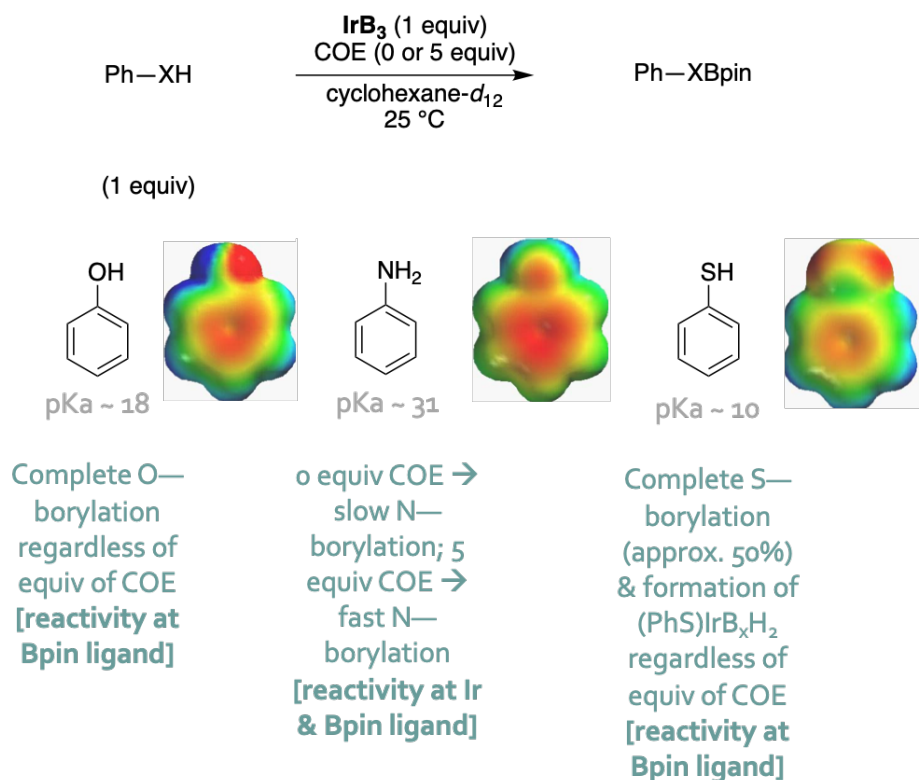 IrB3 (1 equiv)
COE (0 or 5 equiv)
Ph—XH
Ph—XBpin
cyclohexane-d12
25 °C
(1 equiv)
OH
pKa ~ 18
NH2
pKa ~ 31
SH
pKa ~ 10
Complete O—
borylation
regardless of
equiv of COE
[reactivity at
Bpin ligand]
0 equiv COE →
slow N—
borylation; 5
equiv COE →
fast N—
borylation
[reactivity at Ir
& Bpin ligand]
Complete S—
borylation
(approx. 50%)
& formation of
(PhS)IrBxH2
regardless of
equiv of COE
[reactivity at
Bpin ligand]